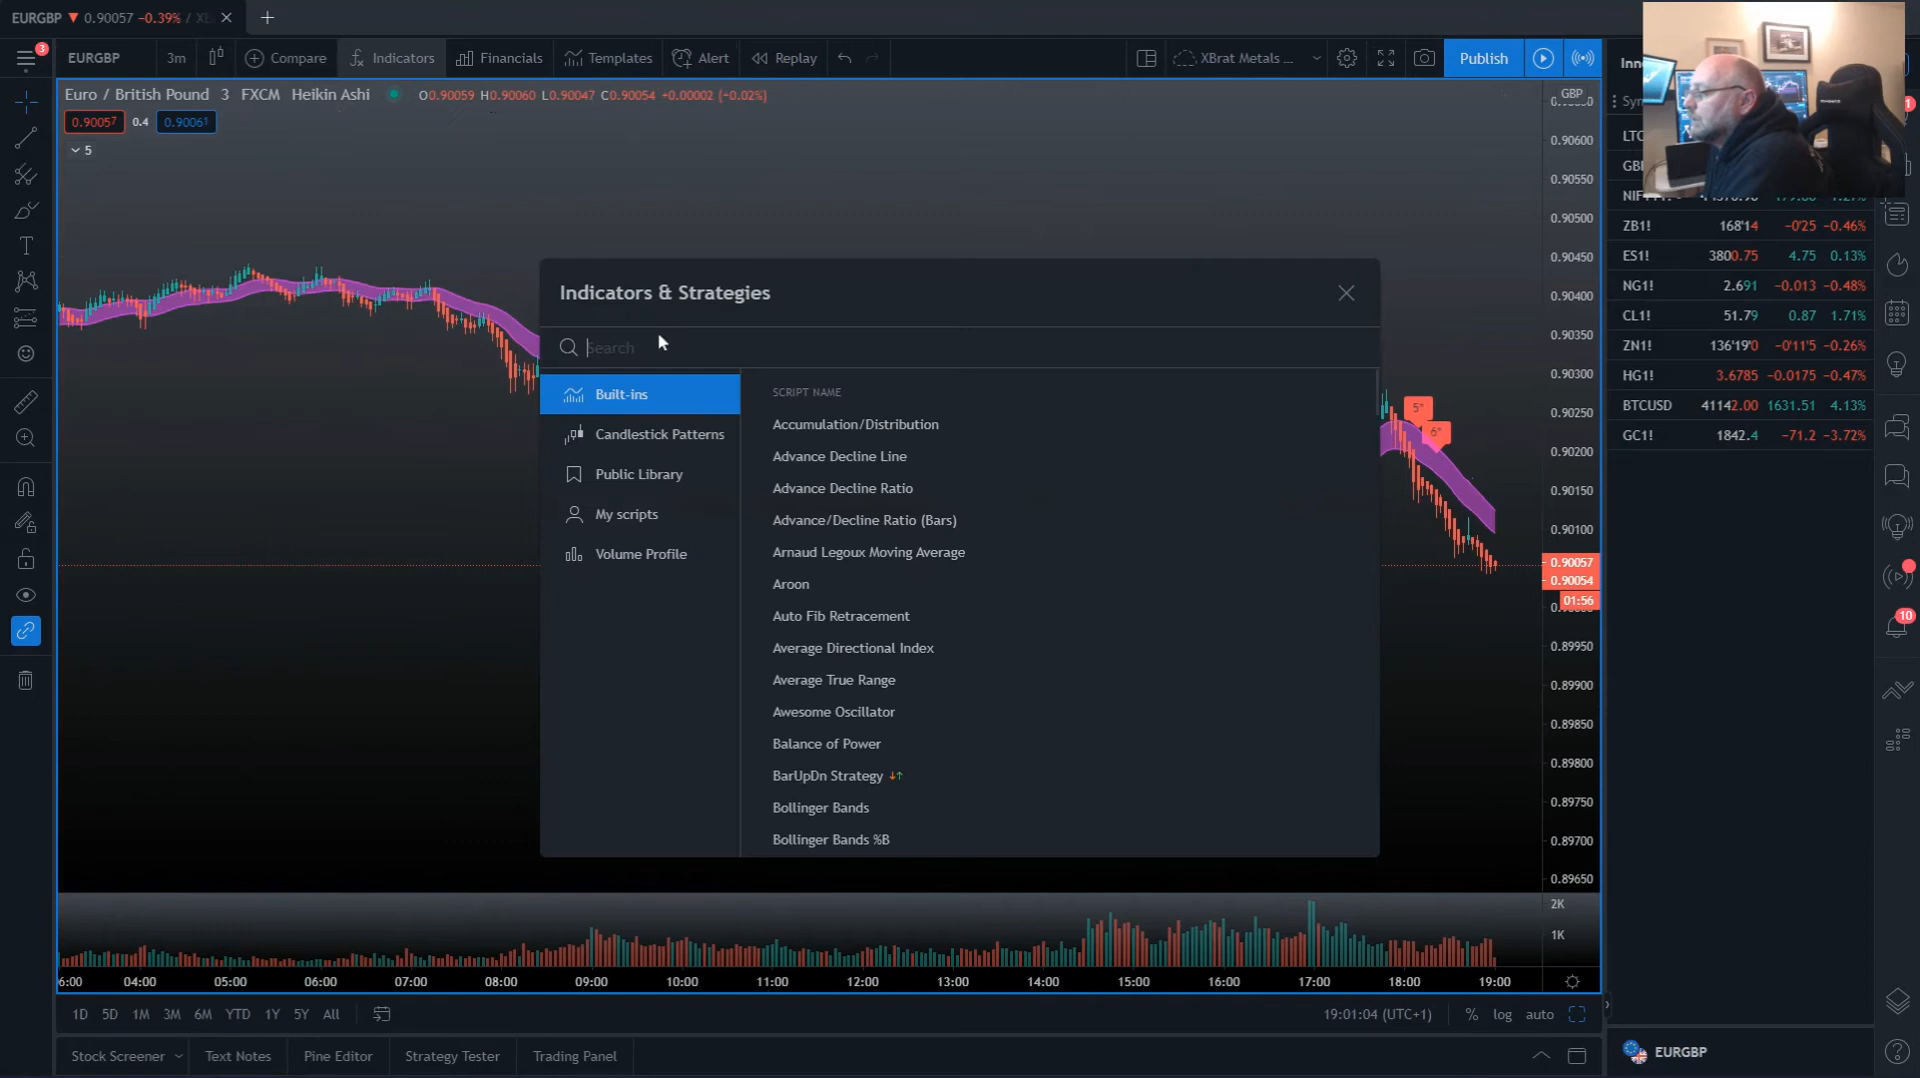 EURGBP 0.90057 -0.39% /
3
EURGBP 3m Compare Indicators Financials Templates Alert Replay XBrat Metals ... Publish
Euro / British Pound 3 FXCM Heikin Ashi O0.90059 H0.90060 L0.90047 C0.90054 +0.00002 (+0.02%)
0.90057 0.4 0.90061
5
Indicators & Strategies
Search
Built-ins
Candlestick Patterns
Public Library
My scripts
Volume Profile
SCRIPT NAME
Accumulation/Distribution
Advance Decline Line
Advance Decline Ratio
Advance/Decline Ratio (Bars)
Arnaud Legoux Moving Average
Aroon
Auto Fib Retracement
Average Directional Index
Average True Range
Awesome Oscillator
Balance of Power
BarUpDn Strategy
Bollinger Bands
Bollinger Bands %B
5"
6"
GBP
0.90600
0.90550
0.90500
0.90450
0.90400
0.90350
0.90300
0.90250
0.90200
0.90150
0.90100
0.90057
0.90054
01:56
0.89950
0.89900
0.89850
0.89800
0.89750
0.89700
0.89650
2K
1K
04:00 05:00 06:00 07:00 08:00 09:00 10:00 11:00 12:00 13:00 14:00 15:00 16:00 17:00 18:00 19:00
1D 5D 1M 3M 6M YTD 1Y 5Y All 19:01:04 (UTC+1) % log auto
Stock Screener Text Notes Pine Editor Strategy Tester Trading Panel
ZB1! 168'14 -0'25 -0.46%
ES1! 3800.75 4.75 0.13%
NG1! 2.691 -0.013 -0.48%
CL1! 51.79 0.87 1.71%
ZN1! 136'19'0 -0'11'5 -0.26%
HG1! 3.6785 -0.0175 -0.47%
BTCUSD 41142.00 1631.51 4.13%
GC1! 1842.4 -71.2 -3.72%
10
EURGBP